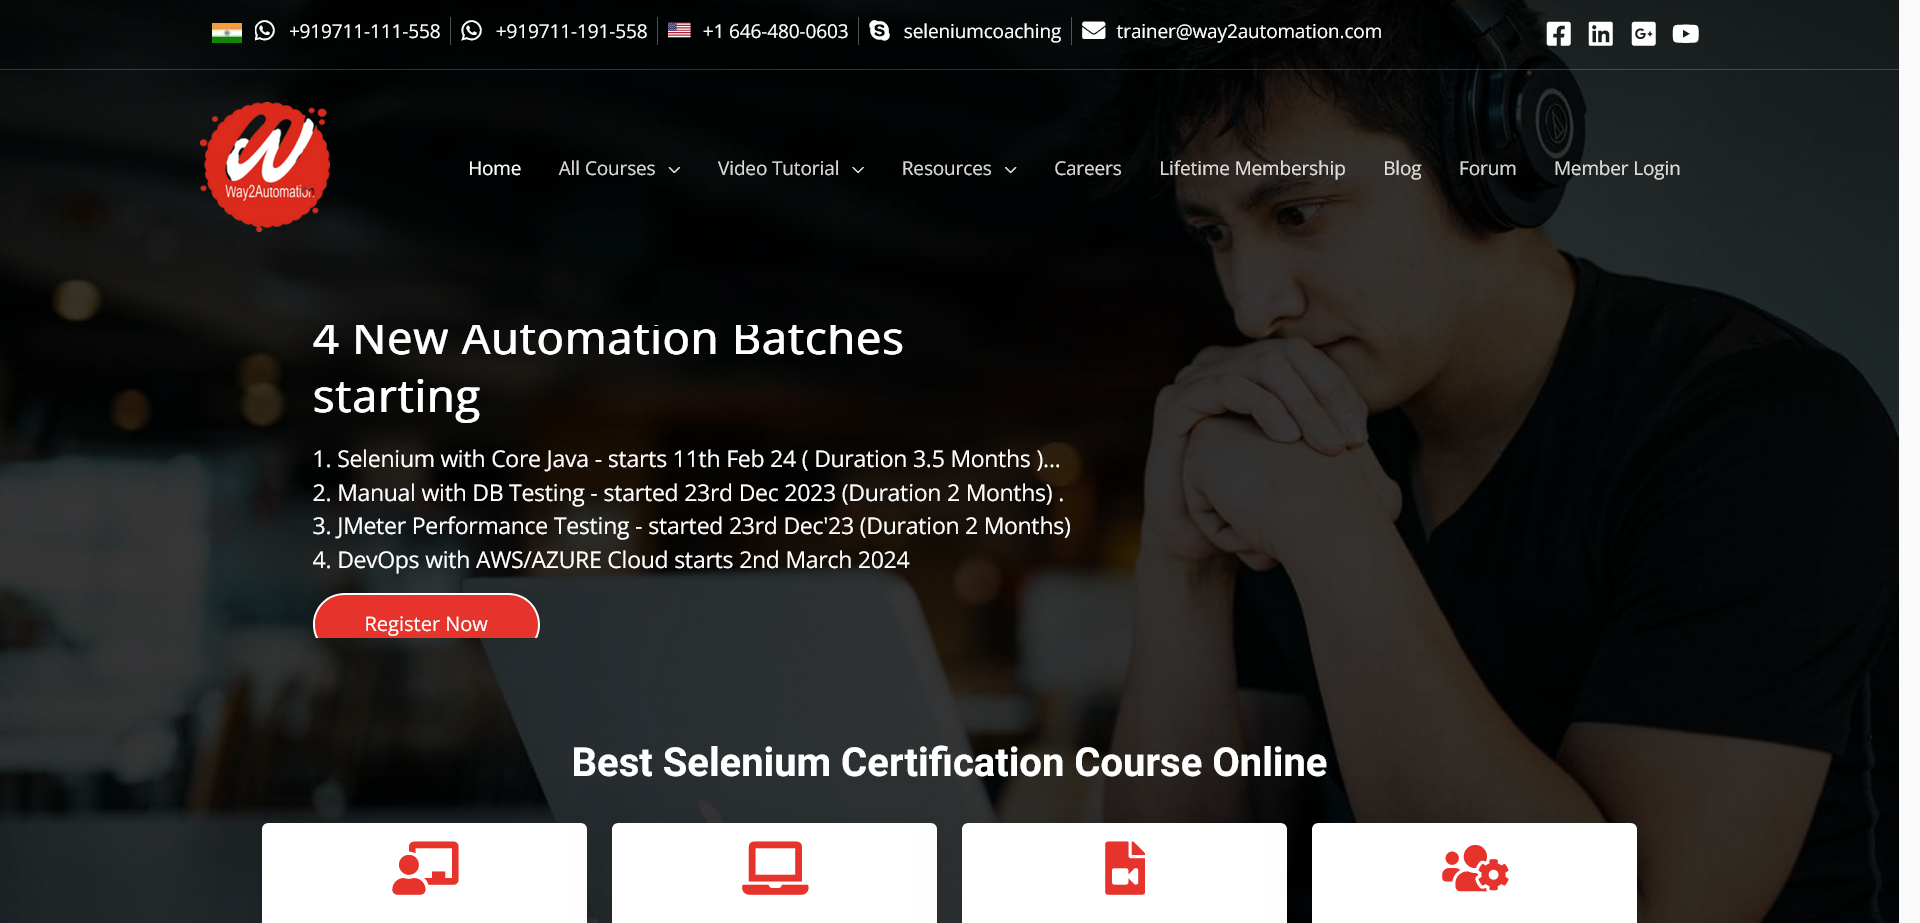 +919711-111-558
+919711-191-558
+1 646-480-0603
seleniumcoaching
trainer@way2automation.com
Way2Automation
Home
All Courses
Video Tutorial
Resources
Careers
Lifetime Membership
Blog
Forum
Member Login
4 New Automation Batches
starting
1. Selenium with Core Java - starts 11th Feb 24 ( Duration 3.5 Months )...
2. Manual with DB Testing - started 23rd Dec 2023 (Duration 2 Months) .
3. JMeter Performance Testing - started 23rd Dec'23 (Duration 2 Months)
4. DevOps with AWS/AZURE Cloud starts 2nd March 2024
Register Now
Best Selenium Certification Course Online